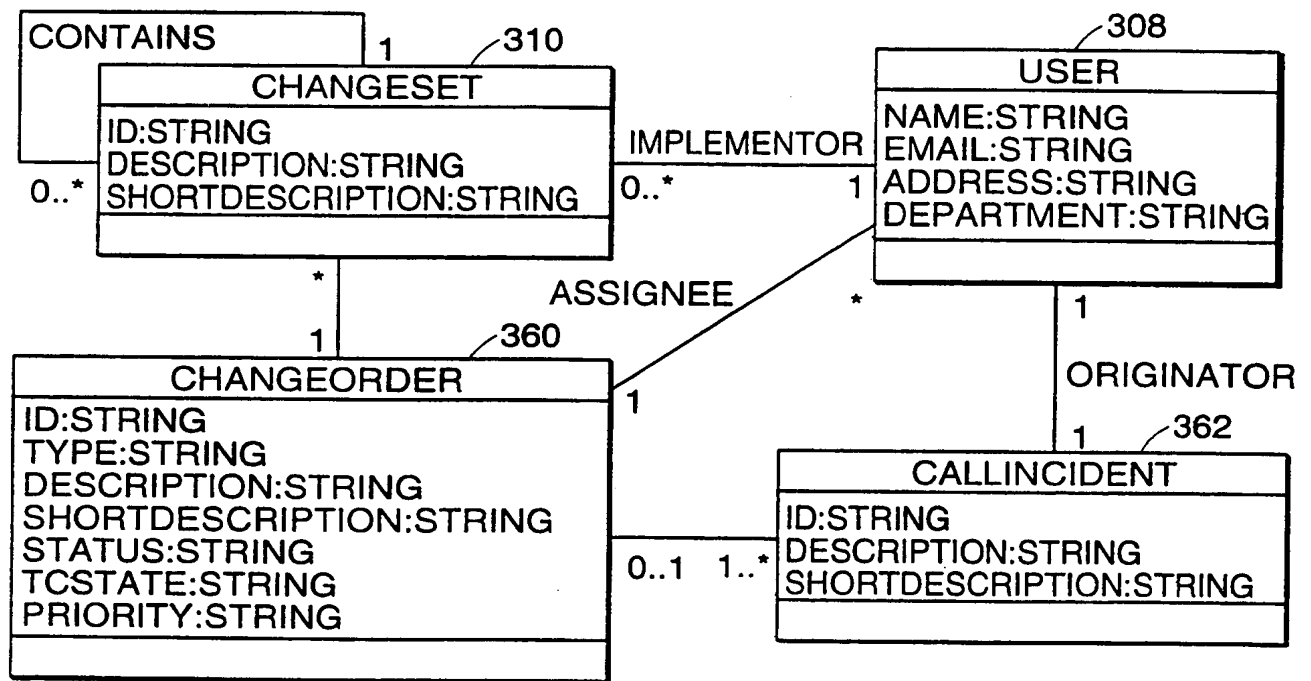 CONTAINS
1
310
CHANGESET
ID:STRING
DESCRIPTION:STRING
SHORTDESCRIPTION:STRING
0..*
IMPLEMENTOR
0..*
1
308
USER
NAME:STRING
EMAIL:STRING
ADDRESS:STRING
DEPARTMENT:STRING
*
1
ASSIGNEE
*
1
1
ORIGINATOR
1
360
CHANGEORDER
ID:STRING
TYPE:STRING
DESCRIPTION:STRING
SHORTDESCRIPTION:STRING
STATUS:STRING
TCSTATE:STRING
PRIORITY:STRING
0..1
1..*
362
CALLINCIDENT
ID:STRING
DESCRIPTION:STRING
SHORTDESCRIPTION:STRING